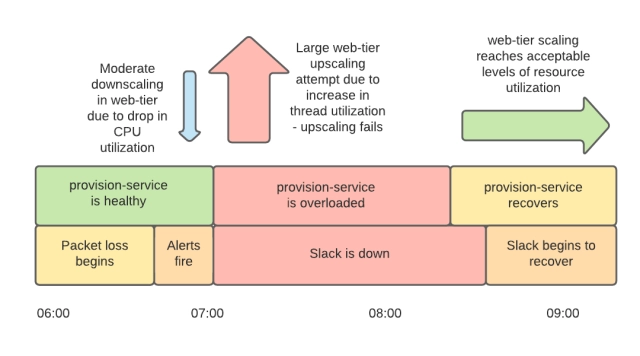 Moderate
downscaling
in web-tier
due to drop in
CPU
utilization
Large web-tier
upscaling
attempt due to
increase in
thread utilization
- upscaling fails
web-tier scaling
reaches acceptable
levels of resource
utilization
provision-service
is healthy
provision-service
is overloaded
provision-service
recovers
Packet loss
begins
Alerts
fire
Slack is down
Slack begins to
recover
06:00
07:00
08:00
09:00